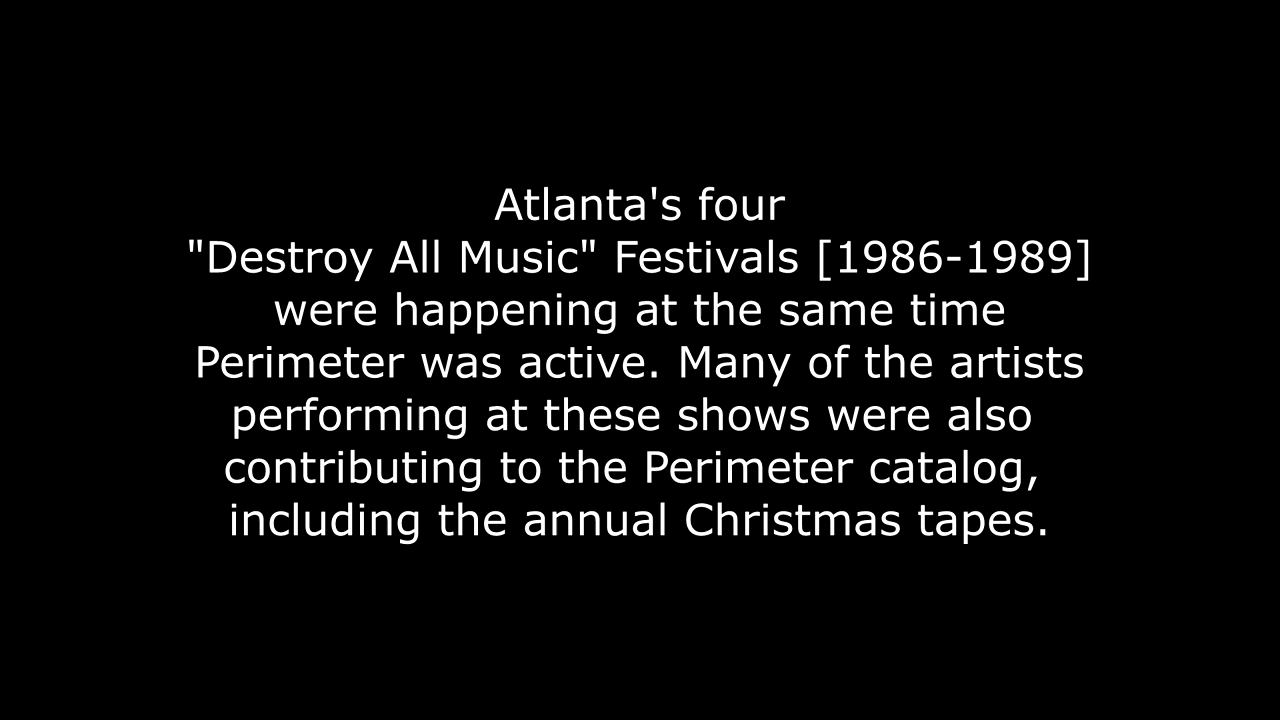 Atlanta's four
"Destroy All Music" Festivals [1986-1989]
were happening at the same time
Perimeter was active. Many of the artists
performing at these shows were also
contributing to the Perimeter catalog,
including the annual Christmas tapes.